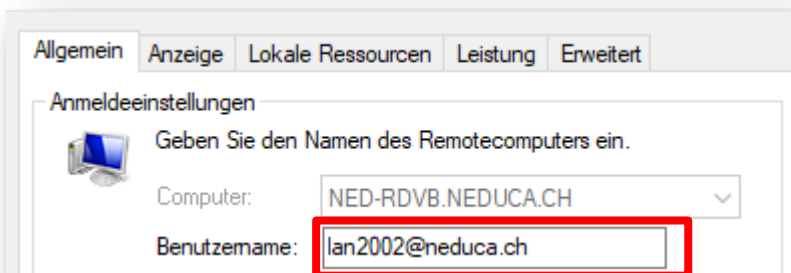 Allgemein Anzeige Lokale Ressourcen Leistung Erweitert
Anmeldeeinstellungen
Geben Sie den Namen des Remotecomputers ein.
Computer: NED-RDVB.NEDUCA.CH
Benutzername: lan2002@neduca.ch